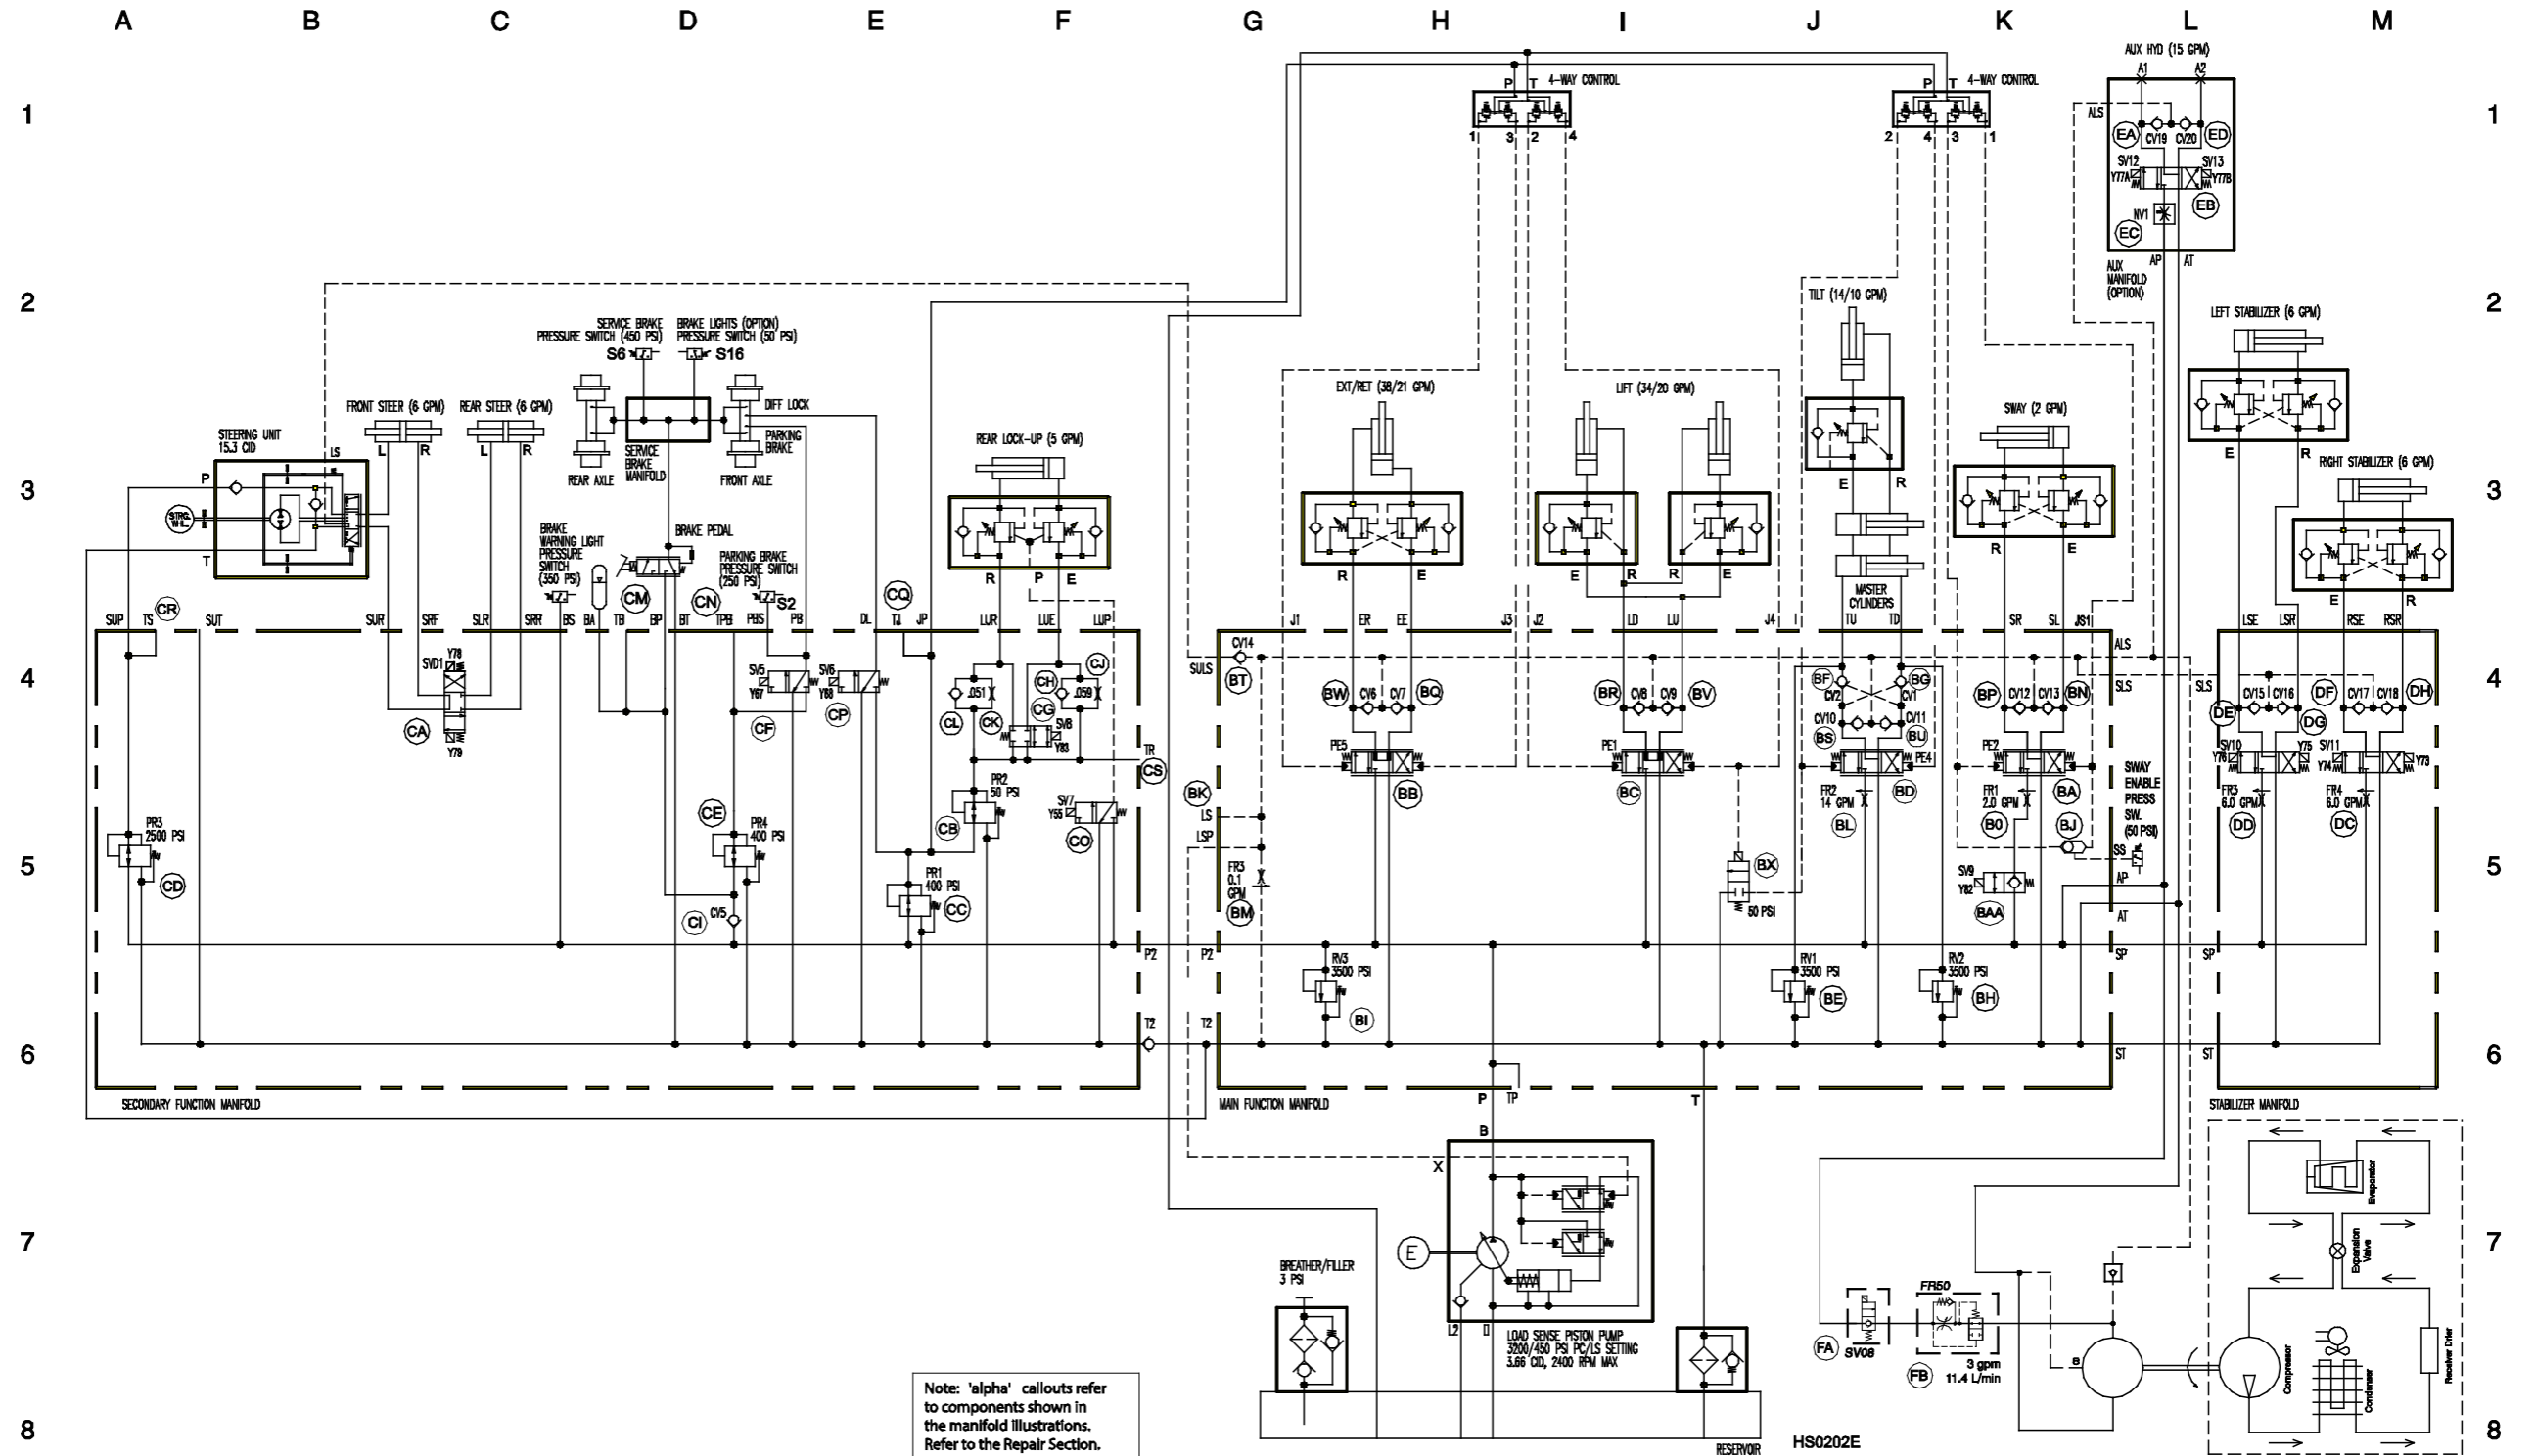 A B C D E F G H I J K L M
1
2
3
4
5
6
7
8
1
2
3
4
5
6
7
8
AUX HYD (15 GPM)
A1 A2
P T 4-WAY CONTROL
1 3 2 4
P T 4-WAY CONTROL
2 4 3 1
ALS
EA CV19 CV20 ED
SV12 SV13
Y77A Y77B
NV1 EB
EC
AP AT
AUX
MANIFOLD
(OPTION)
SERVICE BRAKE
PRESSURE SWITCH (450 PSI)
S6
BRAKE LIGHTS (OPTION)
PRESSURE SWITCH (50 PSI)
S16
TILT (14/10 GPM)
LEFT STABILIZER (6 GPM)
E R
EXT/RET (38/21 GPM)
LIFT (34/20 GPM)
SWAY (2 GPM)
FRONT STEER (6 GPM)
L R
REAR STEER (6 GPM)
L R
DIFF LOCK
PARKING
BRAKE
SERVICE
BRAKE
MANIFOLD
REAR AXLE
FRONT AXLE
STEERING UNIT
15.3 CID
LS
P
STRG.
WHL.
T
REAR LOCK-UP (5 GPM)
R P E
R E
E R R E
E R
R E
RIGHT STABILIZER (6 GPM)
E R
MASTER
CYLINDERS
BRAKE
WARNING LIGHT
PRESSURE
SWITCH
(350 PSI)
BRAKE PEDAL
PARKING BRAKE
PRESSURE SWITCH
(250 PSI)
S2
CR CM CN CQ
SUP TS SUT SUR SRF SLR SRR BS BA TB BP BT TPB PBS PB DL TJ JP LUR LUE LUP
J1 ER EE J3 J2 LD LU J4 TU TD SR SL JS1
LSE LSR RSE RSR
SVD1 Y78
Y79
CA
SV5
Y67
CF
SV6
Y68
CP
.051
CL CK
CH .059 CJ
CG
SV8
Y83
TR
CS
PR2
50 PSI
CB
SV7
Y55
CO
PR3
2500 PSI
CD
CE
PR4
400 PSI
CI CV5
PR1
400 PSI
CC
P2
T2
SECONDARY FUNCTION MANIFOLD
SULS
CV14
BT
BW CV6 CV7 BQ
PE5
BB
BR CV8 CV9 BV
PE1
BC
BF BG
CV2 CV1
CV10 CV11
BS BU
PE4
FR2
14 GPM
BD
BL
BP CV12 CV13 BN
PE2
FR1
2.0 GPM
BA
BO BJ
SV9
Y82
BAA
BK
LS
LSP
FR3
0.1
GPM
BM
BX
50 PSI
ALS
SLS
SLS
SWAY
ENABLE
PRESS
SW.
(50 PSI)
SS
AP
AT
P2
SP
SP
RV3
3500 PSI
BI
RV1
3500 PSI
BE
RV2
3500 PSI
BH
T2
ST
ST
DE CV15 CV16 DG
DF CV17 CV18 DH
SV10
Y76 Y75
SV11
Y74 Y73
FR3
6.0 GPM
DD
FR4
6.0 GPM
DC
MAIN FUNCTION MANIFOLD
P TP
T
STABILIZER MANIFOLD
B
X
E
L2
LOAD SENSE PISTON PUMP
3200/450 PSI PC/LS SETTING
3.66 CID, 2400 RPM MAX
BREATHER/FILLER
3 PSI
FA SV08
FR50
FB
3 gpm
11.4 L/min
Evaporator
Expansion
Valve
Compressor
Condenser
Receiver Drier
Note: 'alpha' callouts refer
to components shown in
the manifold illustrations.
Refer to the Repair Section.
RESERVOIR
HS0202E